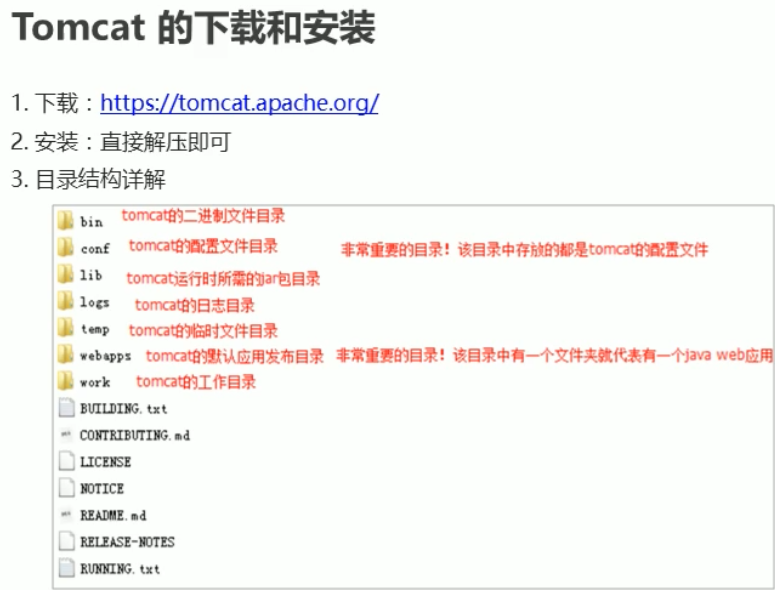 Tomcat 的下载和安装
1. 下载：https://tomcat.apache.org/
2. 安装：直接解压即可
3. 目录结构详解
bin tomcat的二进制文件目录
conf tomcat的配置文件目录 非常重要的目录！该目录中存放的都是tomcat的配置文件
lib tomcat运行时所需的jar包目录
logs tomcat的日志目录
temp tomcat的临时文件目录
webapps tomcat的默认应用发布目录 非常重要的目录！该目录中有一个文件夹就代表有一个java web应用
work tomcat的工作目录
BUILDING.txt
CONTRIBUTING.md
LICENSE
NOTICE
README.md
RELEASE-NOTES
RUNNING.txt